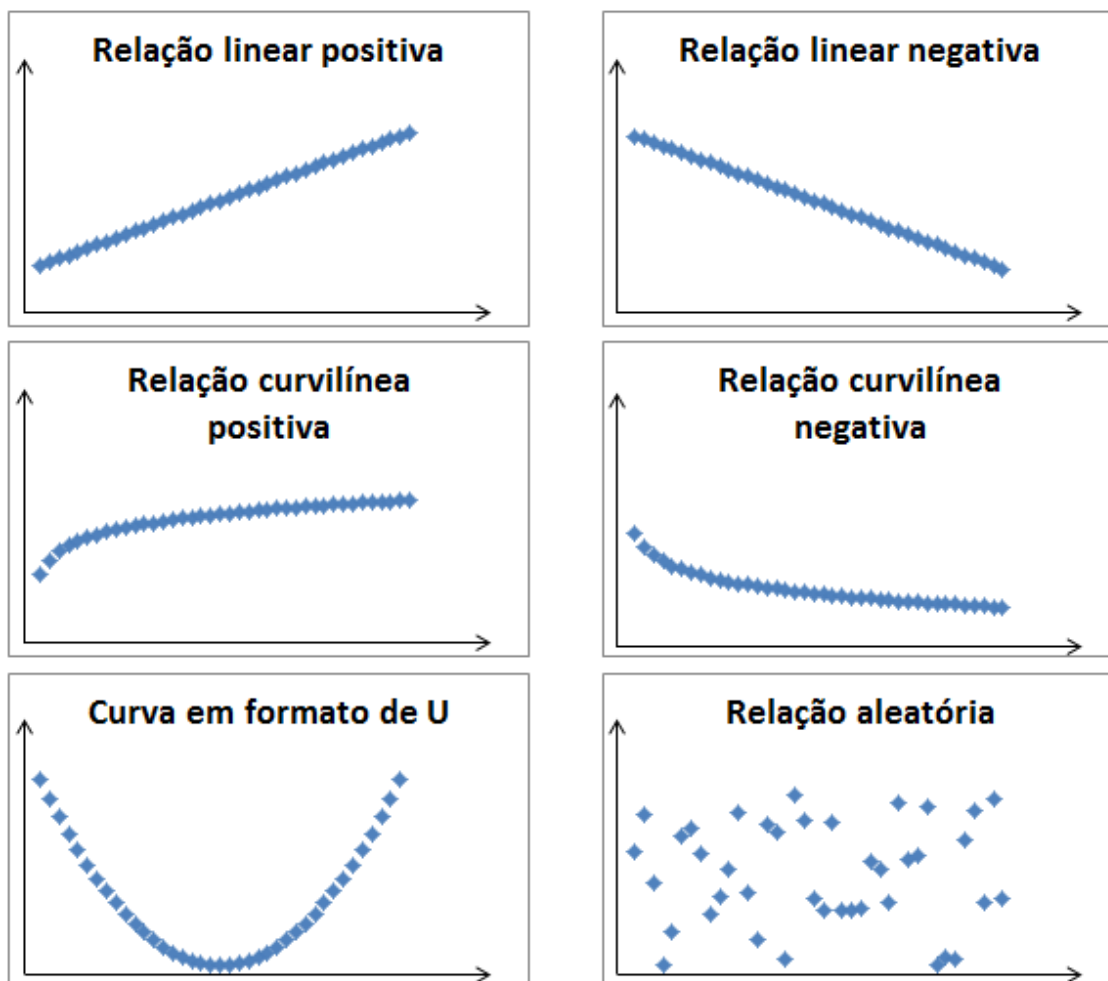 Relação linear positiva
Relação linear negativa
Relação curvilínea
positiva
Relação curvilínea
negativa
Curva em formato de U
Relação aleatória